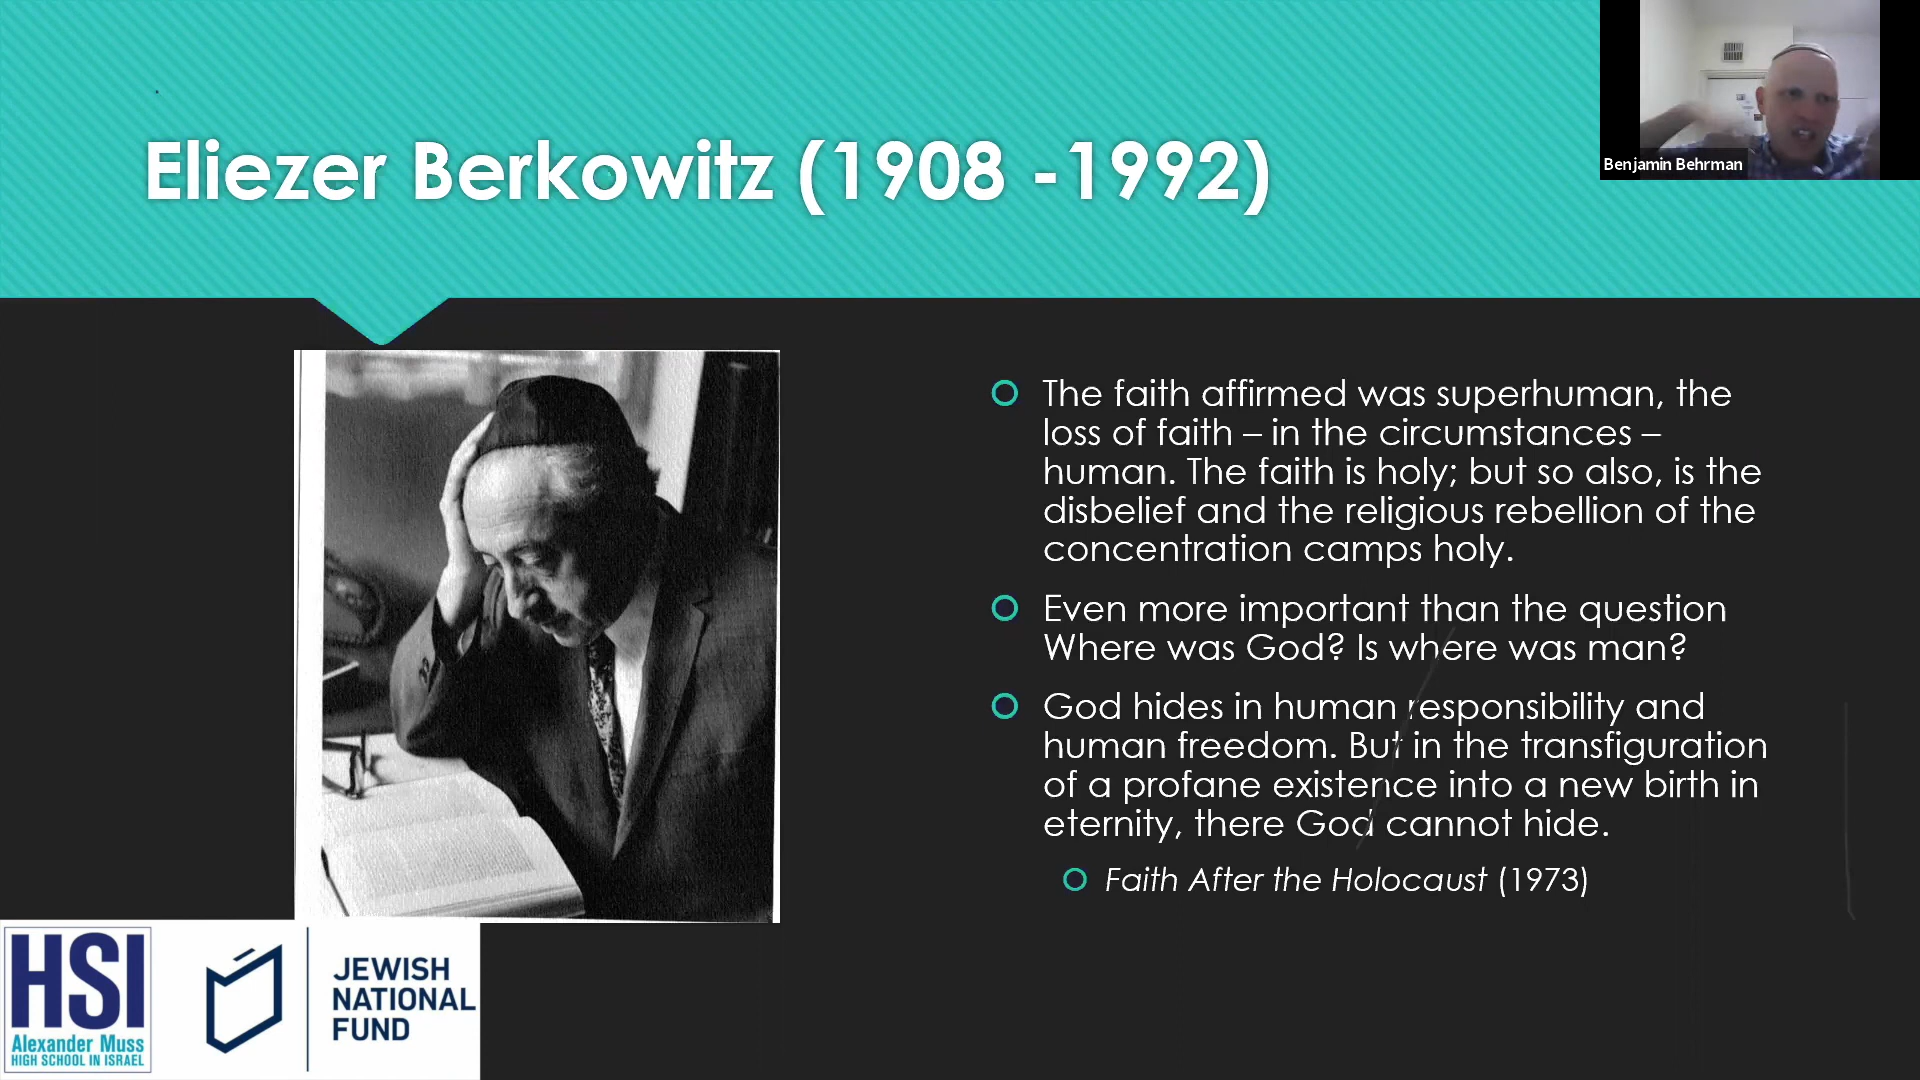 Benjamin Behrman
Eliezer Berkowitz (1908 -1992)
The faith affirmed was superhuman, the
loss of faith – in the circumstances –
human. The faith is holy; but so also, is the
disbelief and the religious rebellion of the
concentration camps holy.
Even more important than the question
Where was God? Is where was man?
God hides in human responsibility and
human freedom. But in the transfiguration
of a profane existence into a new birth in
eternity, there God cannot hide.
Faith After the Holocaust (1973)
HSI
Alexander Muss
HIGH SCHOOL IN ISRAEL
JEWISH
NATIONAL
FUND